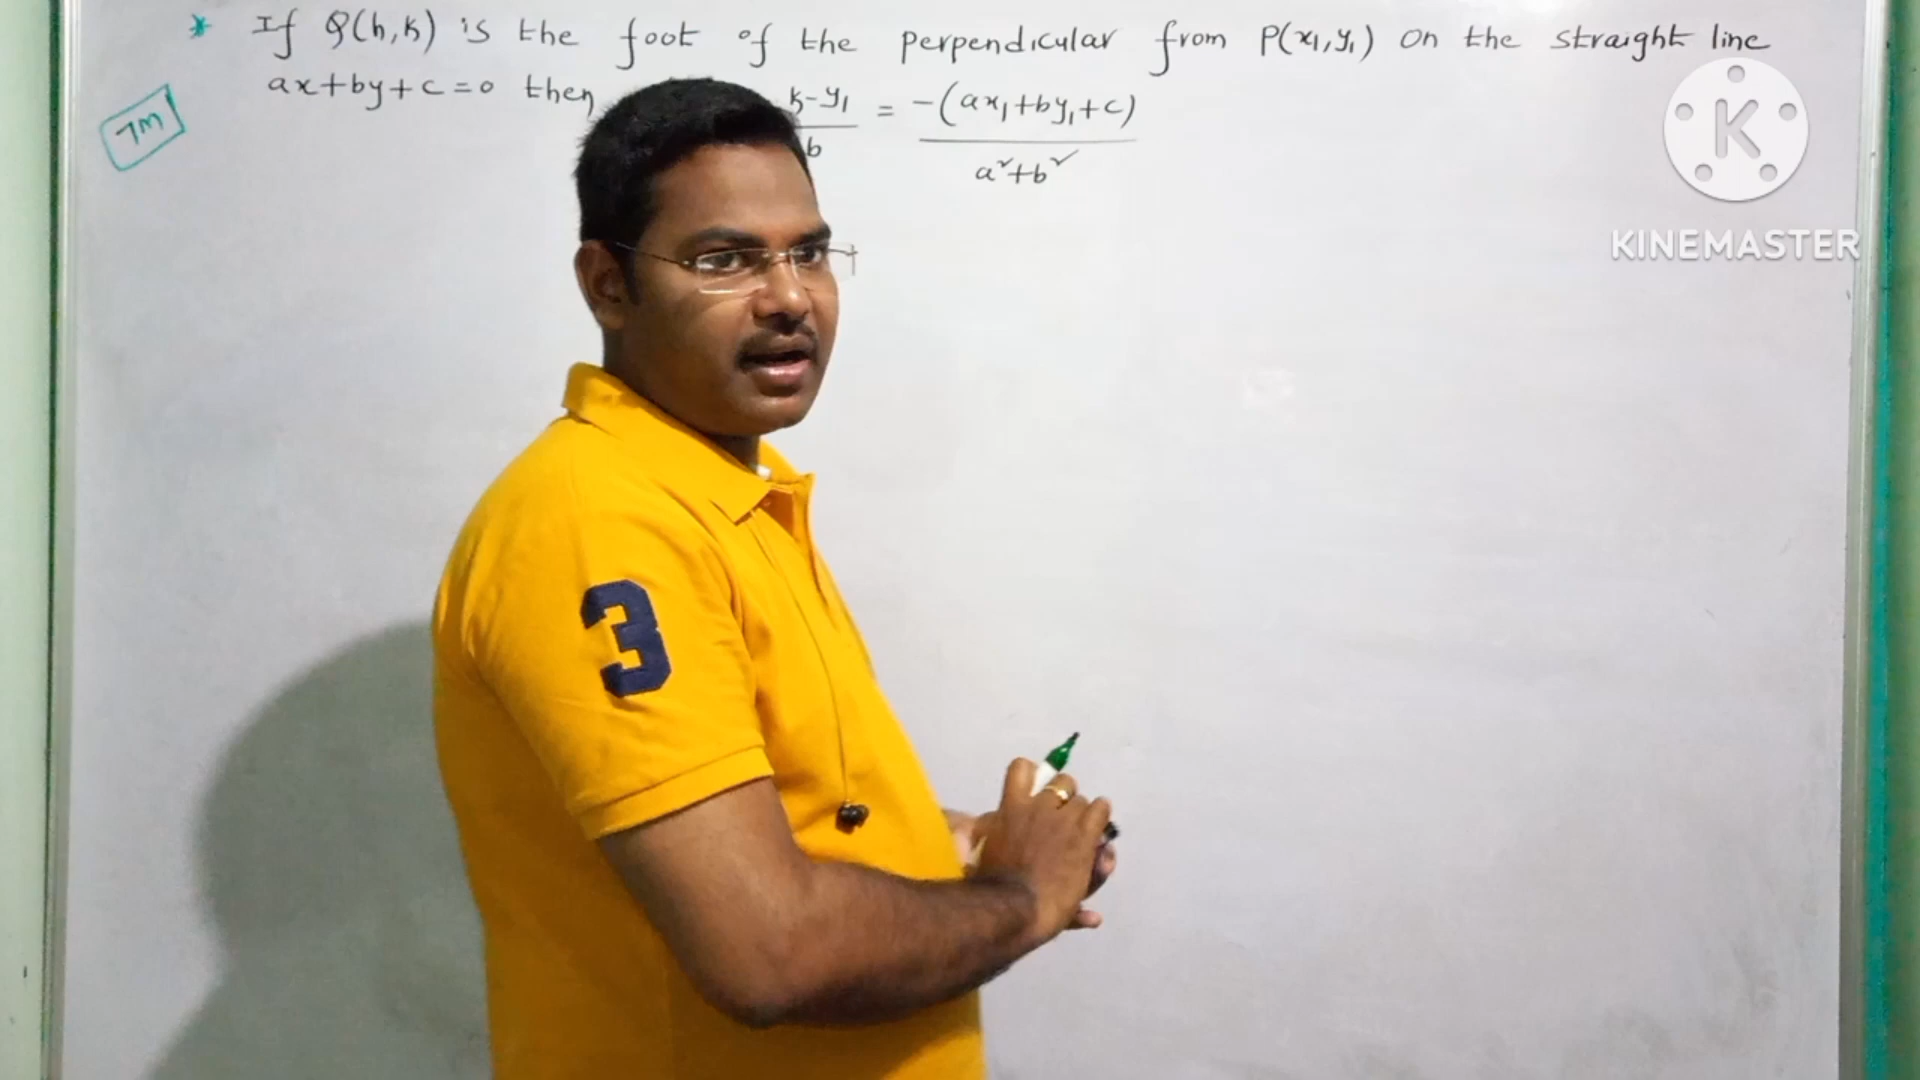 * If Q(h,k) is the foot of the perpendicular from P(x₁,y₁) on the straight line
ax+by+c=0 then k-y₁/b = -(ax₁+by₁+c)/a²+b²
7M
K
KINEMASTER
3